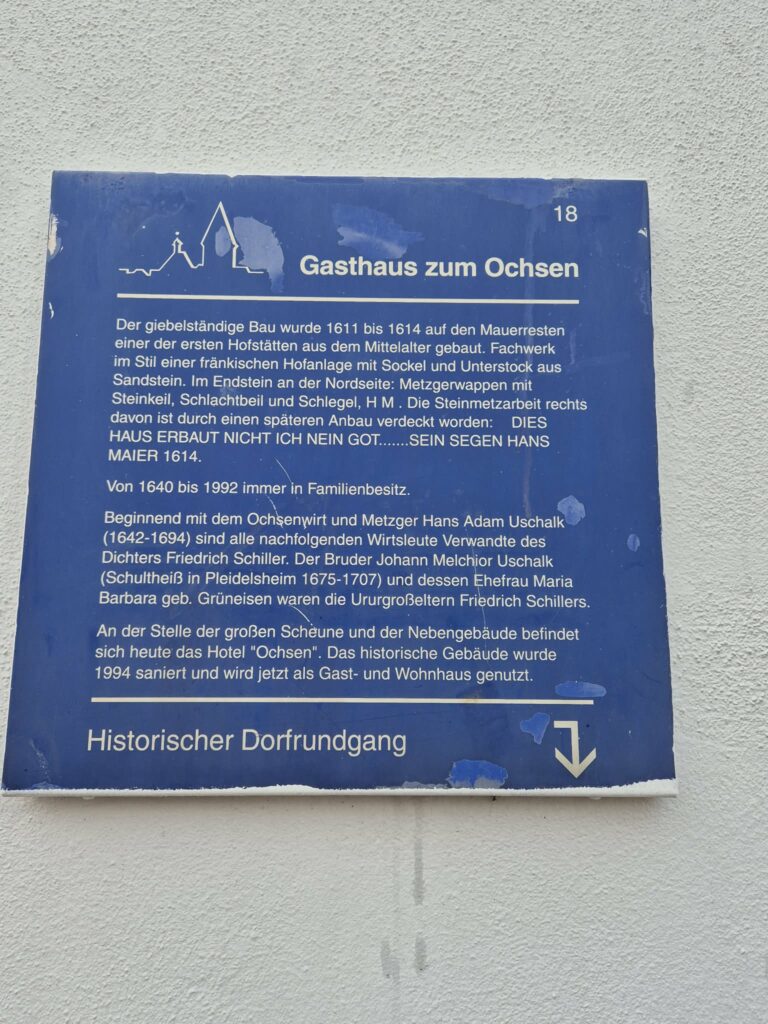 18
Gasthaus zum Ochsen
Der giebelständige Bau wurde 1611 bis 1614 auf den Mauerresten
einer der ersten Hofstätten aus dem Mittelalter gebaut. Fachwerk
im Stil einer fränkischen Hofanlage mit Sockel und Unterstock aus
Sandstein. Im Endstein an der Nordseite: Metzgerwappen mit
Steinkeil, Schlachtbeil und Schlegel, H M . Die Steinmetzarbeit rechts
davon ist durch einen späteren Anbau verdeckt worden: DIES
HAUS ERBAUT NICHT ICH NEIN GOT.......SEIN SEGEN HANS
MAIER 1614.
Von 1640 bis 1992 immer in Familienbesitz.
Beginnend mit dem Ochsenwirt und Metzger Hans Adam Uschalk
(1642-1694) sind alle nachfolgenden Wirtsleute Verwandte des
Dichters Friedrich Schiller. Der Bruder Johann Melchior Uschalk
(Schultheiß in Pleidelsheim 1675-1707) und dessen Ehefrau Maria
Barbara geb. Grüneisen waren die Ururgroßeltern Friedrich Schillers.
An der Stelle der großen Scheune und der Nebengebäude befindet
sich heute das Hotel "Ochsen". Das historische Gebäude wurde
1994 saniert und wird jetzt als Gast- und Wohnhaus genutzt.
Historischer Dorfrundgang